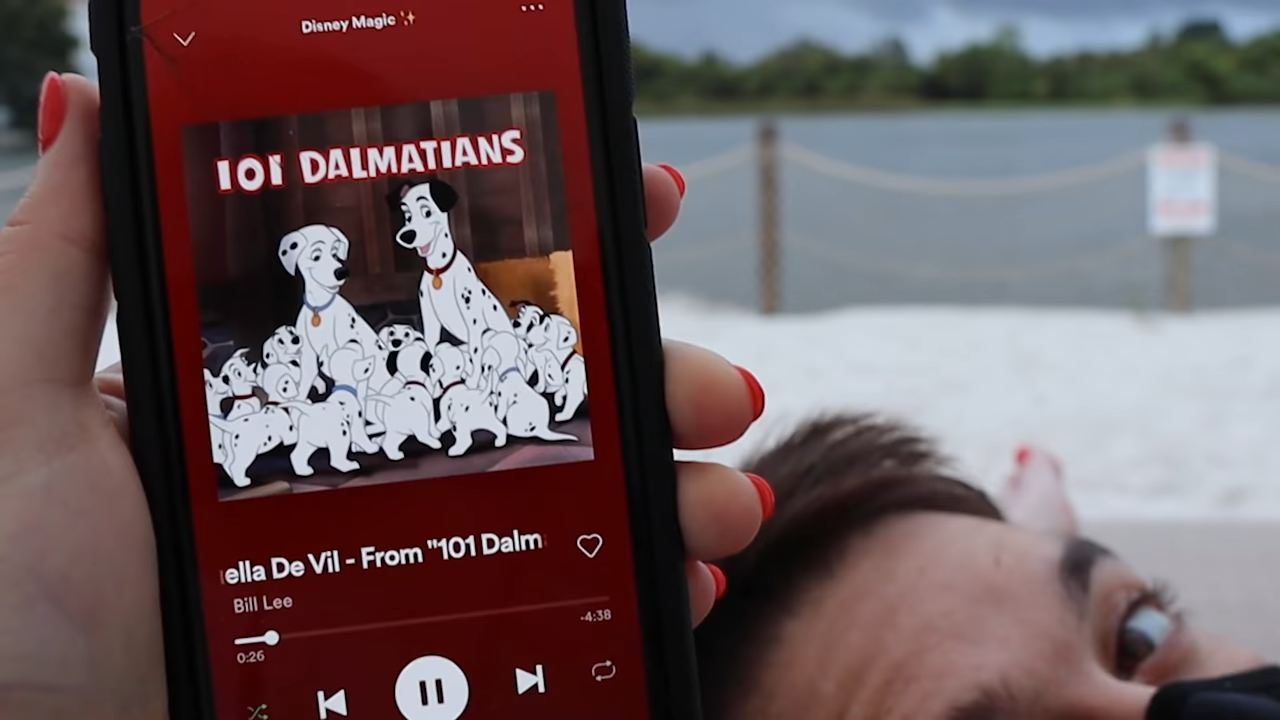 Disney Magic ✨
101 DALMATIANS
ella De Vil - From "101 Dalm
Bill Lee
0:26
-4:38